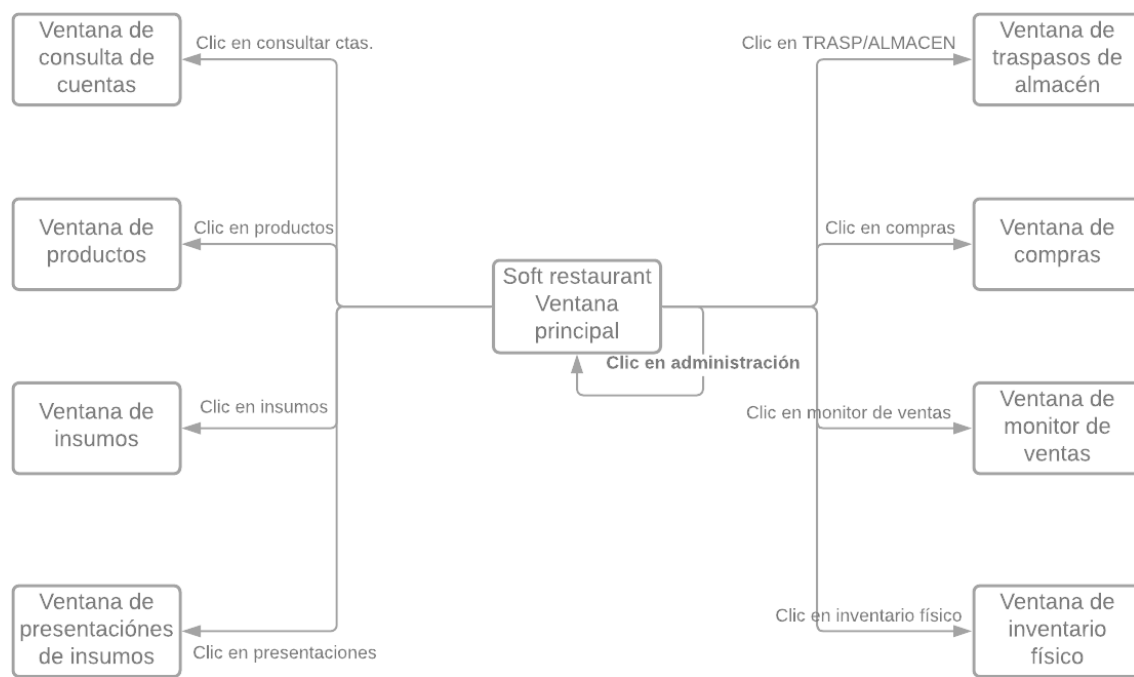 Ventana de
consulta de
cuentas
Clic en consultar ctas.
Clic en TRASP/ALMACEN
Ventana de
traspasos de
almacén
Ventana de
productos
Clic en productos
Clic en compras
Ventana de
compras
Soft restaurant
Ventana
principal
Clic en administración
Ventana de
insumos
Clic en insumos
Clic en monitor de ventas
Ventana de
monitor de
ventas
Ventana de
presentaciónes
de insumos
Clic en presentaciones
Clic en inventario físico
Ventana de
inventario
físico